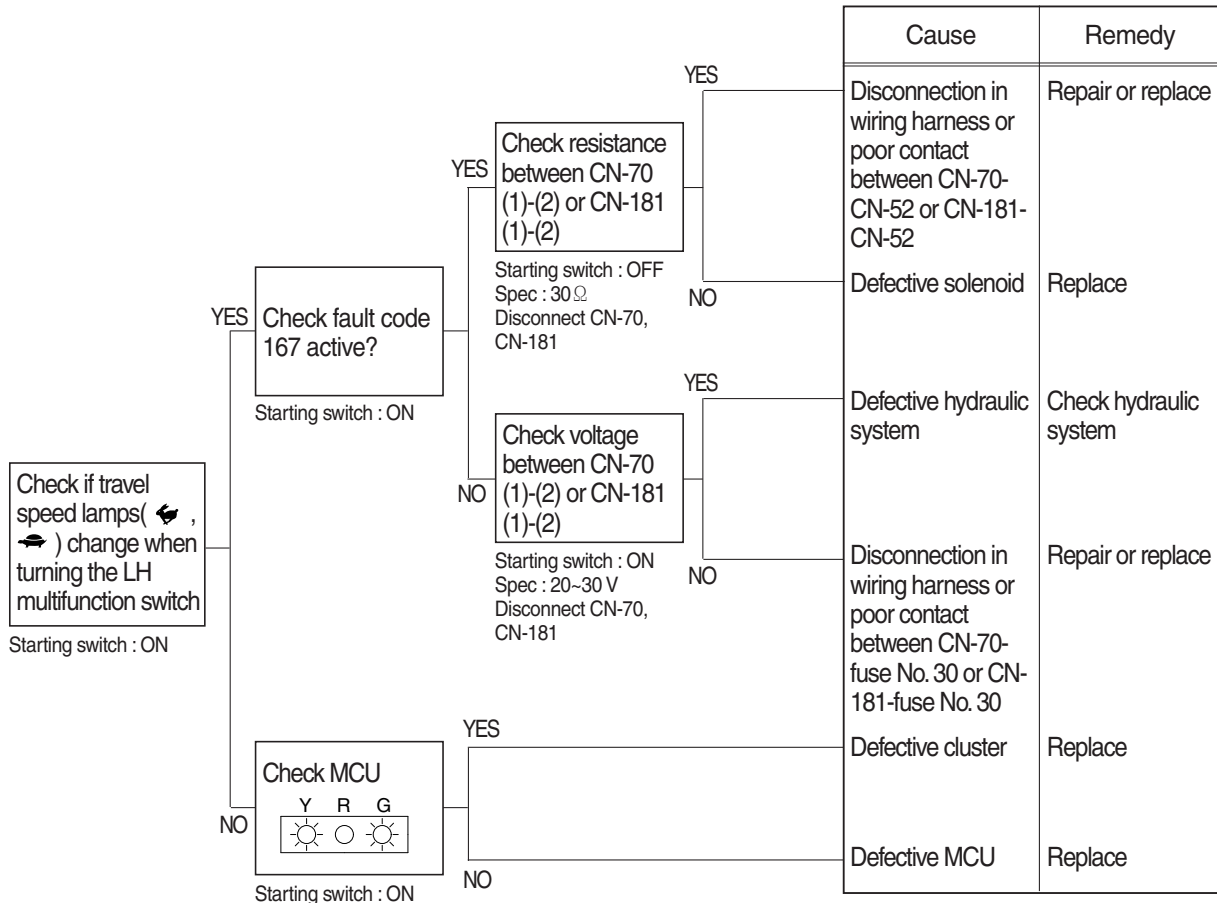 Cause
Remedy
YES
Disconnection in
wiring harness or
poor contact
between CN-70-
CN-52 or CN-181-
CN-52
Repair or replace
YES
Check resistance
between CN-70
(1)-(2) or CN-181
(1)-(2)
Starting switch : OFF
Spec : 30Ω
Disconnect CN-70,
CN-181
NO
Defective solenoid
Replace
YES
Check fault code
167 active?
Starting switch : ON
YES
Defective hydraulic
system
Check hydraulic
system
NO
Check voltage
between CN-70
(1)-(2) or CN-181
(1)-(2)
Starting switch : ON
Spec : 20~30 V
Disconnect CN-70,
CN-181
NO
Disconnection in
wiring harness or
poor contact
between CN-70-
fuse No. 30 or CN-
181-fuse No. 30
Repair or replace
Check if travel
speed lamps( ,
) change when
turning the LH
multifunction switch
Starting switch : ON
NO
Check MCU
Y R G
Starting switch : ON
YES
Defective cluster
Replace
NO
Defective MCU
Replace